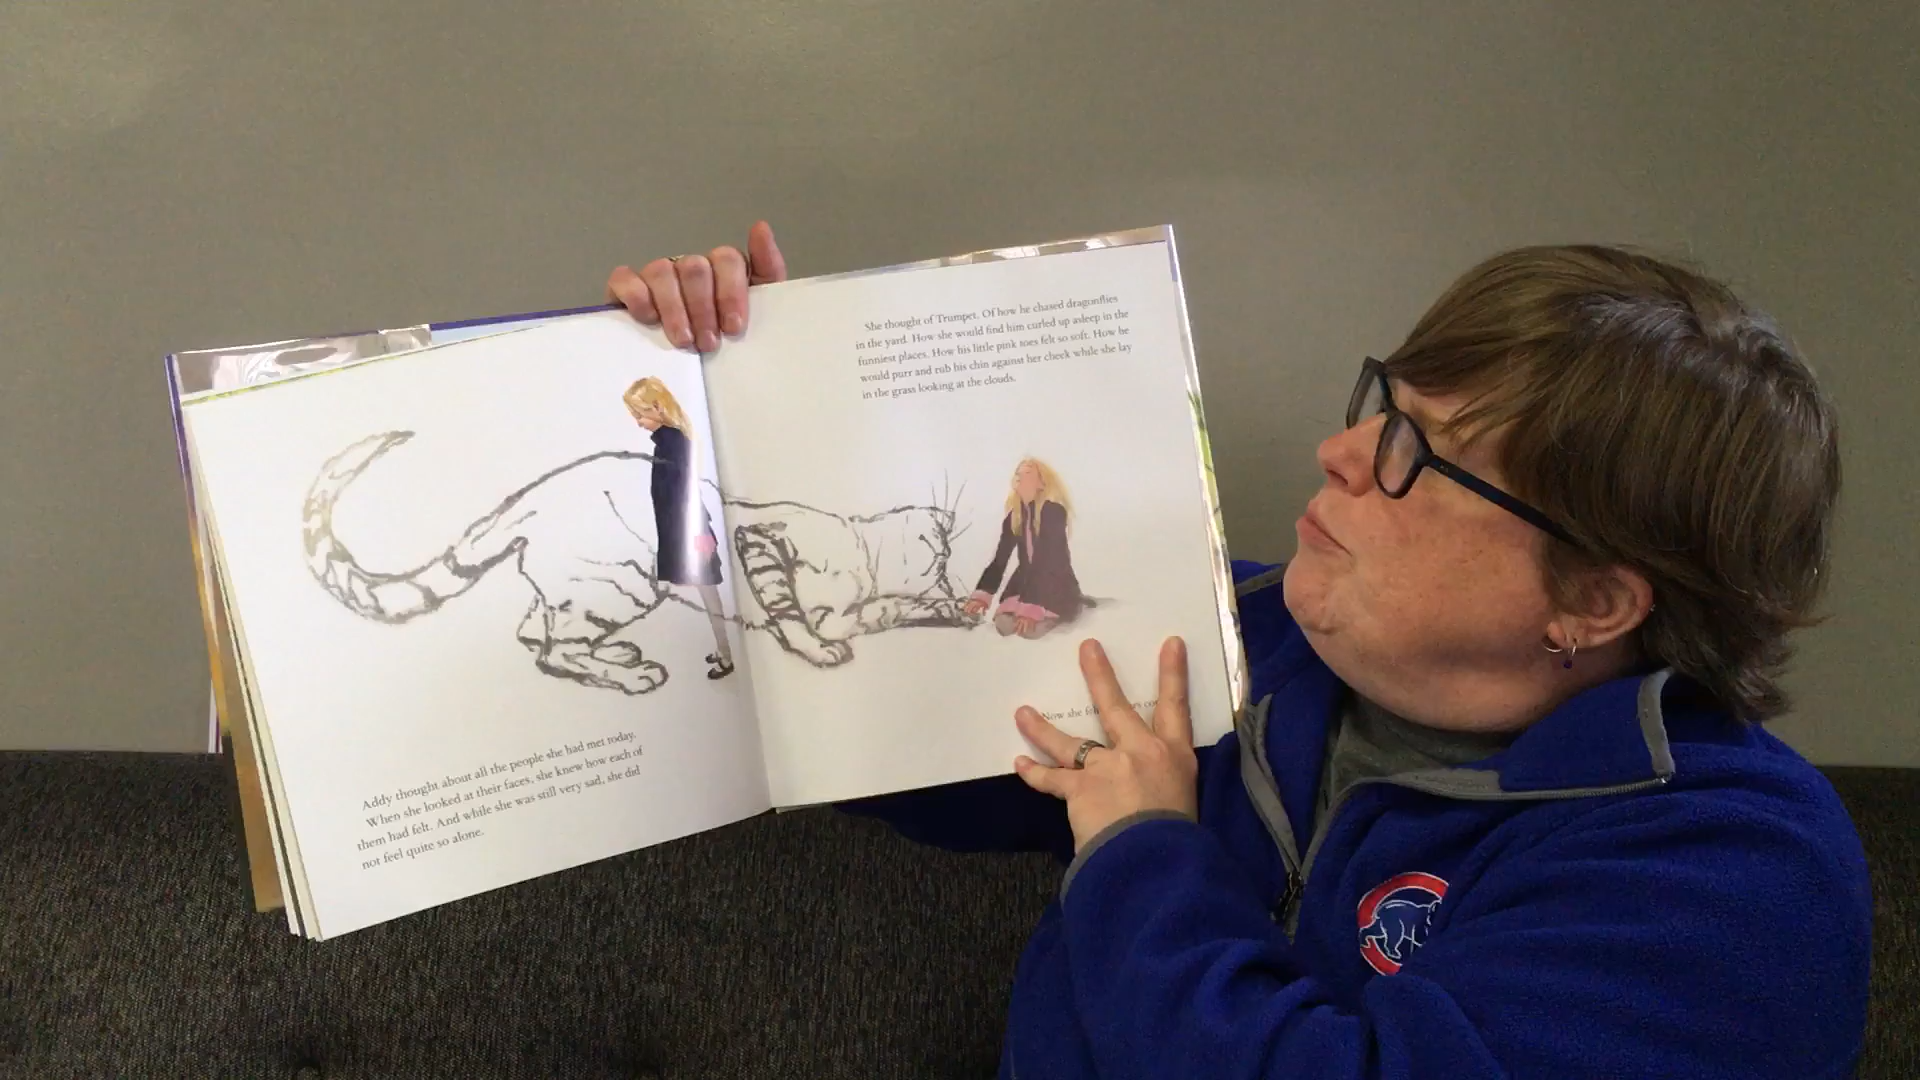 Addy thought about all the people she had met today.
When she looked at their faces, she knew how each of
them had felt. And while she was still very sad, she did
not feel quite so alone.
She thought of Trumpet. Of how he chased dragonflies
in the yard. How she would find him curled up asleep in the
funniest places. How his little pink toes felt so soft. How he
would purr and rub his chin against her cheek while she lay
in the grass looking at the clouds.
Now she